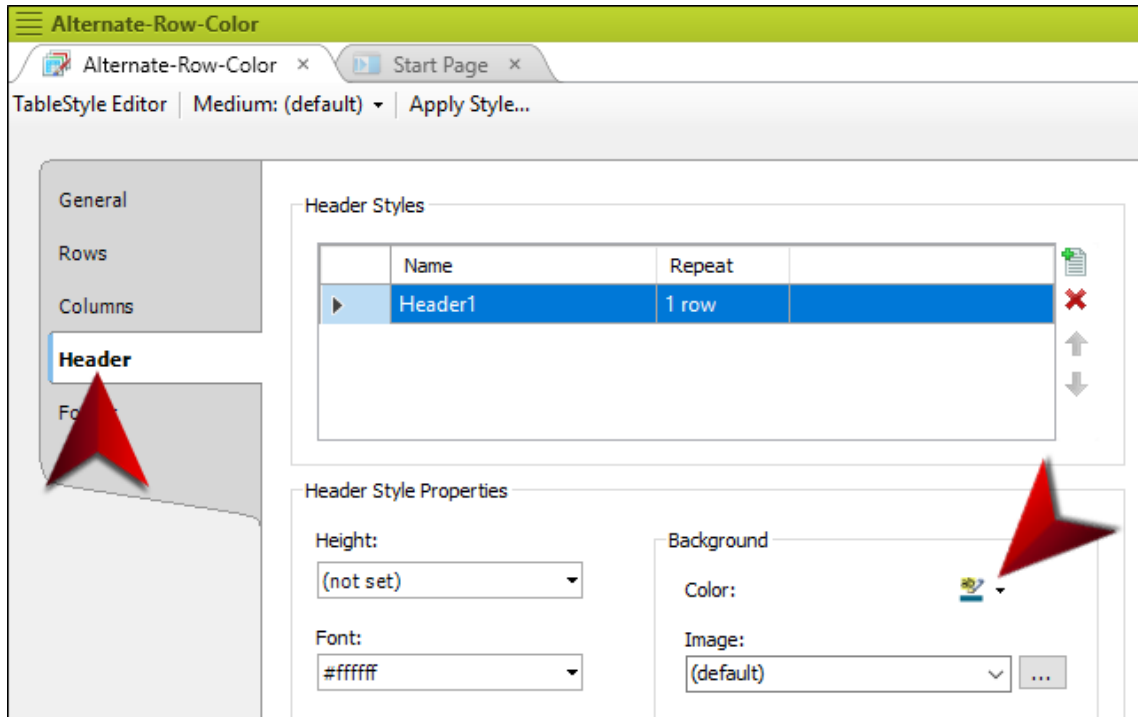 Alternate-Row-Color
Alternate-Row-Color × Start Page ×
TableStyle Editor Medium: (default) Apply Style...
General
Rows
Columns
Header
Header Styles
Name Repeat
Header1 1 row
Header Style Properties
Height:
(not set)
Font:
#ffffff
Background
Color:
Image:
(default) ...